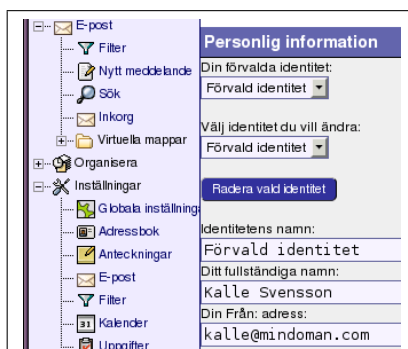 E-post
Filter
Nytt meddelande
Sök
Inkorg
Virtuella mappar
Organisera
Inställningar
Globala inställning
Adressbok
Anteckningar
E-post
Filter
31 Kalender
Uppgifter
Personlig information
Din förvalda identitet:
Förvald identitet
Välj identitet du vill ändra:
Förvald identitet
Radera vald identitet
Identitetens namn:
Förvald identitet
Ditt fullständiga namn:
Kalle Svensson
Din Från: adress:
kalle@mindoman.com